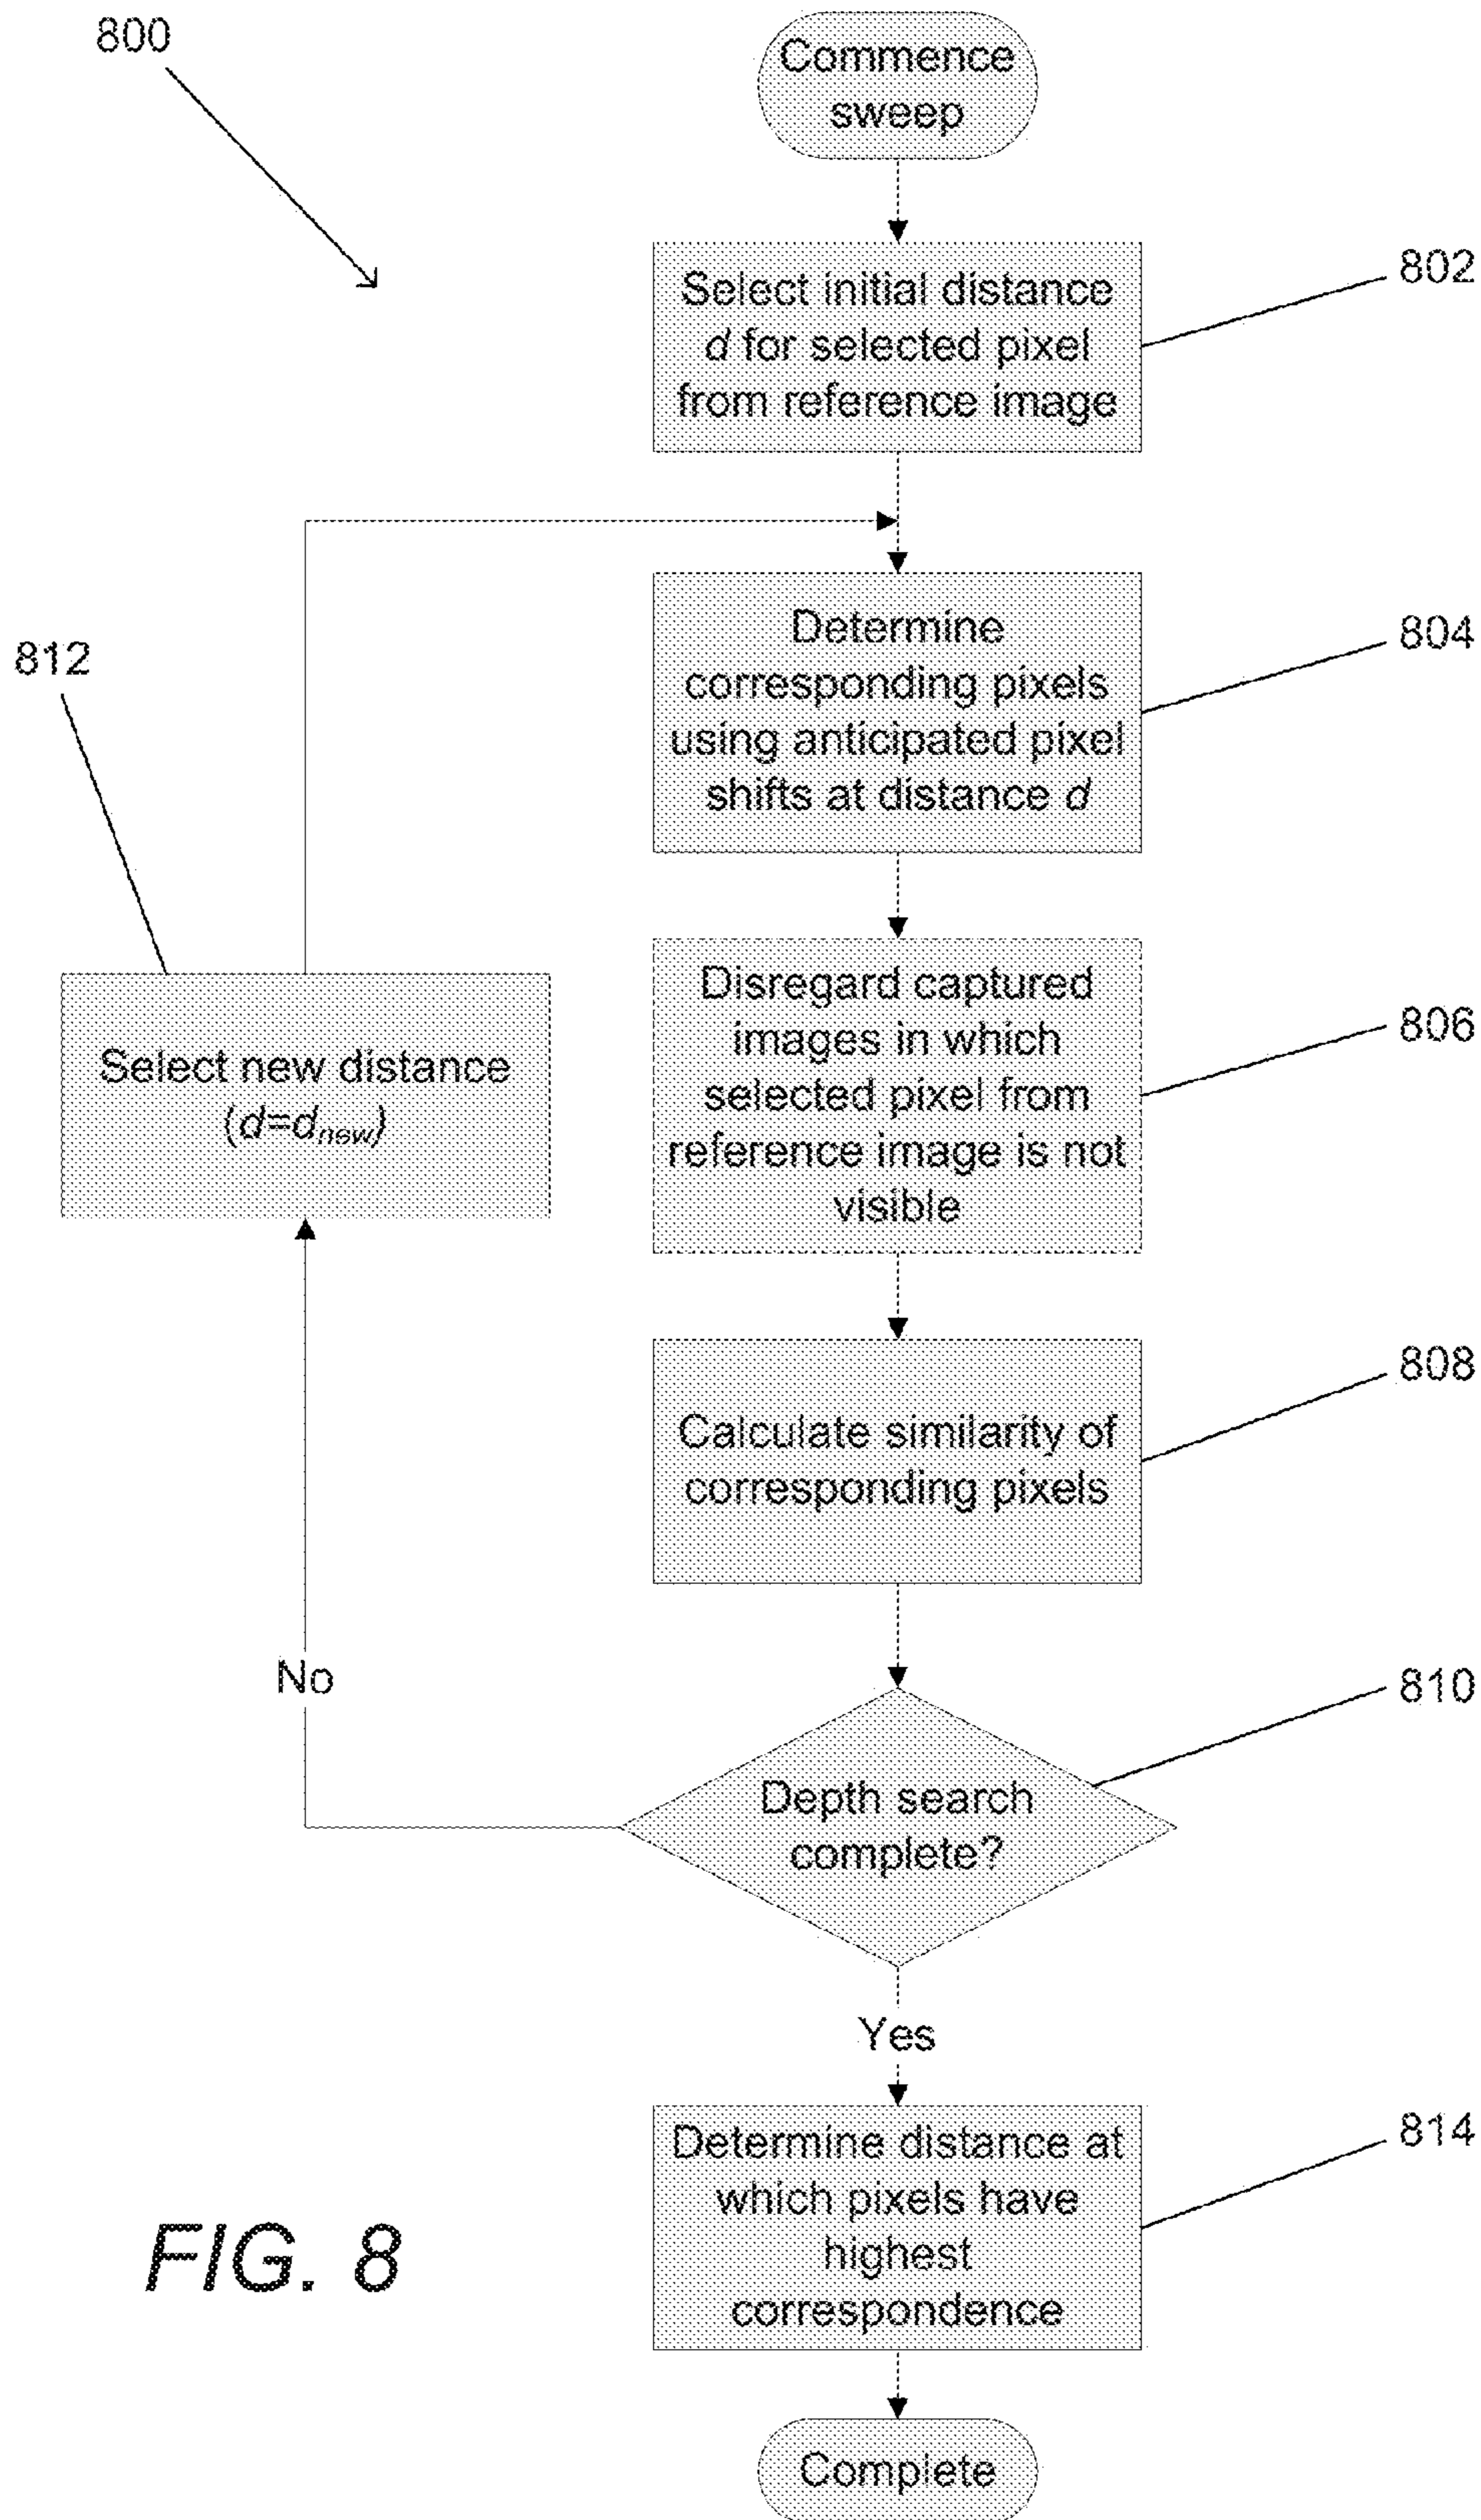 800
Commence
sweep
Select initial distance
d for selected pixel
from reference image
802
Determine
corresponding pixels
using anticipated pixel
shifts at distance d
804
812
Select new distance
(d=dnew)
Disregard captured
images in which
selected pixel from
reference image is not
visible
806
Calculate similarity of
corresponding pixels
808
No
Depth search
complete?
810
Yes
Determine distance at
which pixels have
highest
correspondence
814
FIG. 8
Complete